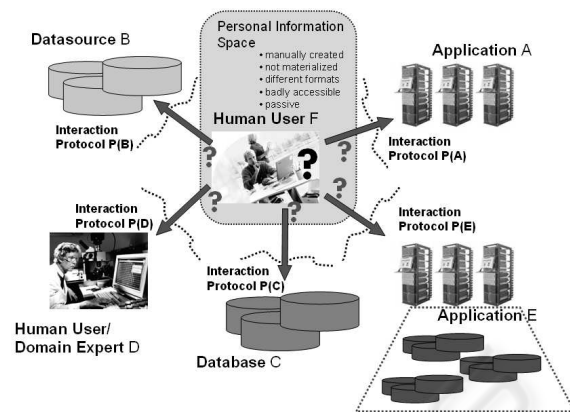 Personal Information
Space
• manually created
• not materialized
• different formats
• badly accessible
• passive
Human User F
Datasource B
Application A
Interaction
Protocol P(B)
Interaction
Protocol P(A)
?
?
?
?
?
?
?
Interaction
Protocol P(D)
Interaction
Protocol P(E)
Interaction
Protocol P(C)
Human User/
Domain Expert D
Database C
Application E